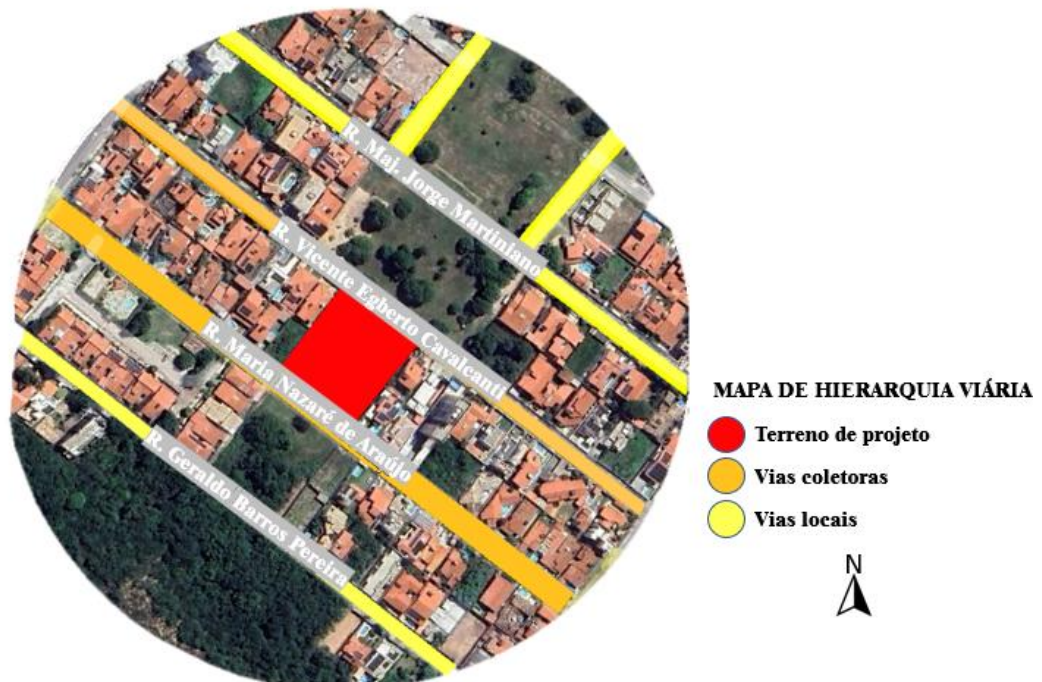 R. Maj. Jorge Martiniano
R. Vicente Egberto Cavalcanti
R. Maria Nazaré de Araújo
R. Geraldo Barros Pereira
MAPA DE HIERARQUIA VIÁRIA
Terreno de projeto
Vias coletoras
Vias locais
N